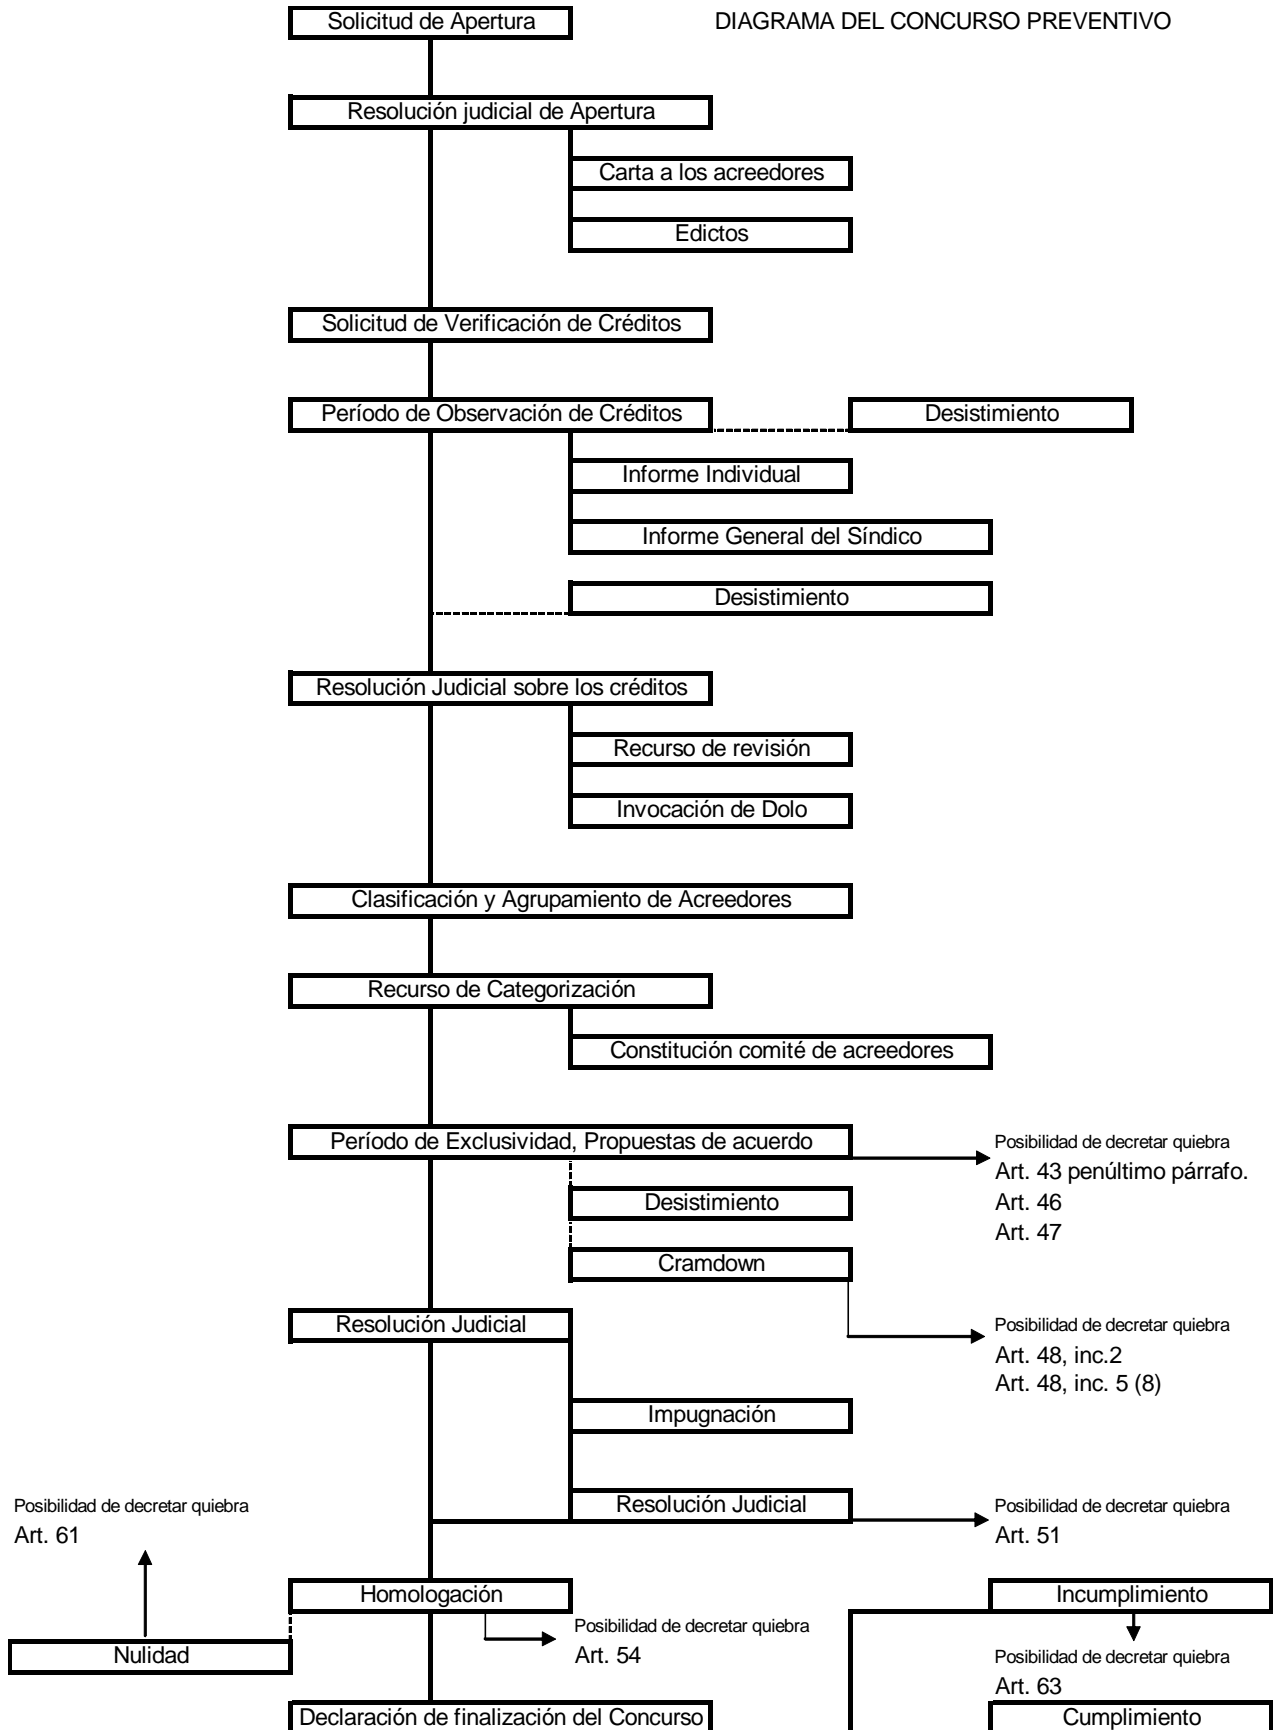 Solicitud de Apertura
DIAGRAMA DEL CONCURSO PREVENTIVO
Resolución judicial de Apertura
Carta a los acreedores
Edictos
Solicitud de Verificación de Créditos
Período de Observación de Créditos
Desistimiento
Informe Individual
Informe General del Síndico
Desistimiento
Resolución Judicial sobre los créditos
Recurso de revisión
Invocación de Dolo
Clasificación y Agrupamiento de Acreedores
Recurso de Categorización
Constitución comité de acreedores
Período de Exclusividad, Propuestas de acuerdo
Posibilidad de decretar quiebra
Art. 43 penúltimo párrafo.
Art. 46
Art. 47
Desistimiento
Cramdown
Resolución Judicial
Posibilidad de decretar quiebra
Art. 48, inc.2
Art. 48, inc. 5 (8)
Impugnación
Resolución Judicial
Posibilidad de decretar quiebra
Art. 51
Posibilidad de decretar quiebra
Art. 61
Homologación
Incumplimiento
Posibilidad de decretar quiebra
Art. 54
Nulidad
Posibilidad de decretar quiebra
Art. 63
Declaración de finalización del Concurso
Cumplimiento